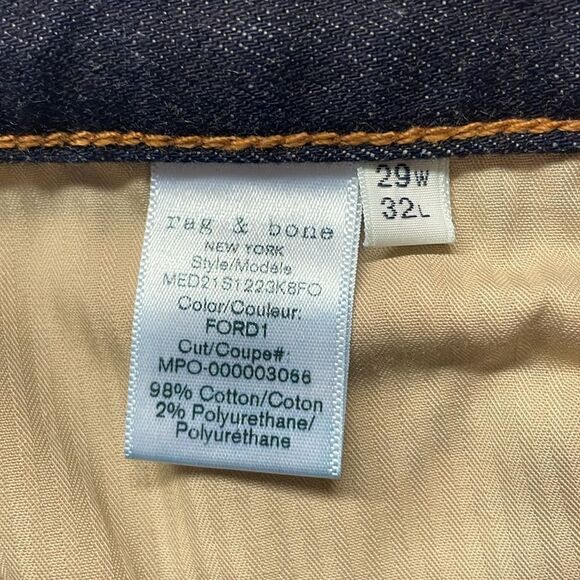 rag & bone
NEW YORK
Style/Modèle
MED21S1223K8FO
Color/Couleur:
FORD1
Cut/Coupe#:
MPO-000003066
98% Cotton/Coton
2% Polyurethane/
Polyuréthane
29W
32L